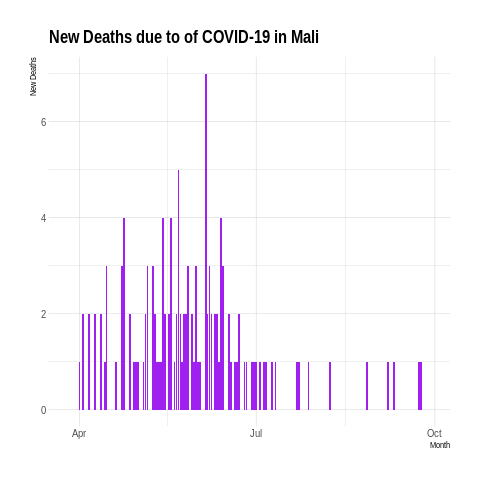 New Deaths due to of COVID-19 in Mali
New Deaths
6
4
2
0
Apr Jul Oct
Month